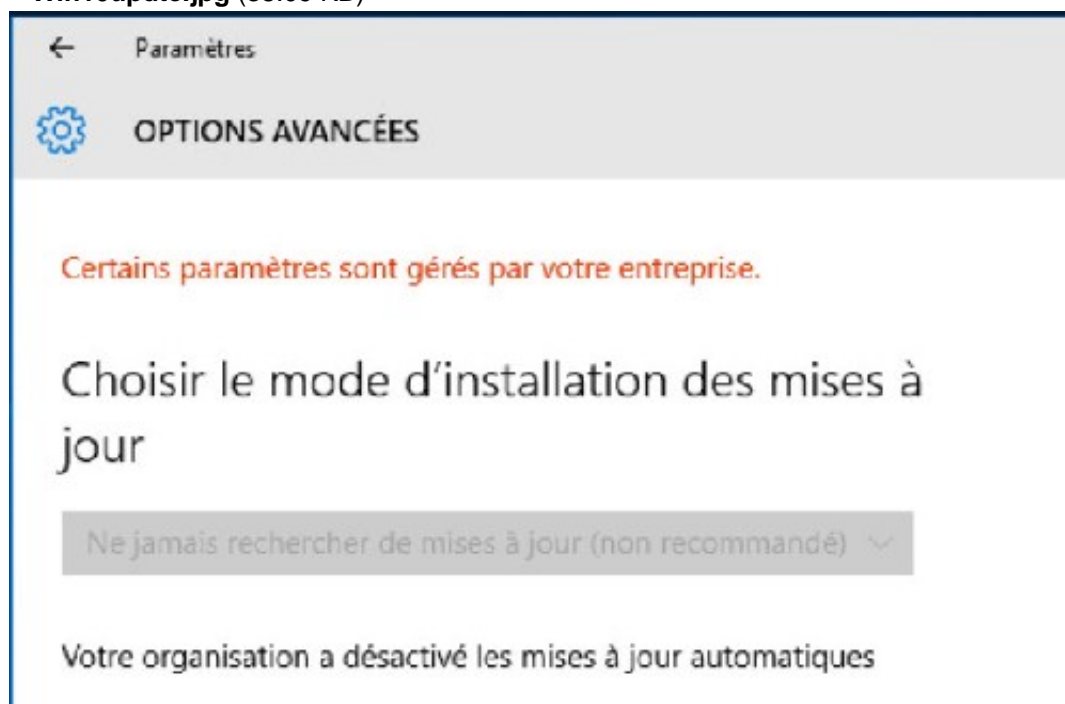 Paramètres
OPTIONS AVANCÉES
Certains paramètres sont gérés par votre entreprise.
Choisir le mode d'installation des mises à
jour
Ne jamais rechercher de mises à jour (non recommandé)
Votre organisation a désactivé les mises à jour automatiques